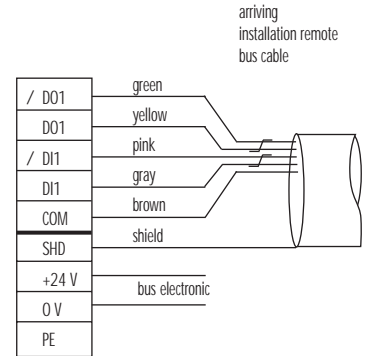 arriving
installation remote
bus cable
/ DO1 green
DO1 yellow
/ DI1 pink
DI1 gray
COM brown
SHD shield
+24 V
bus electronic
0 V
PE